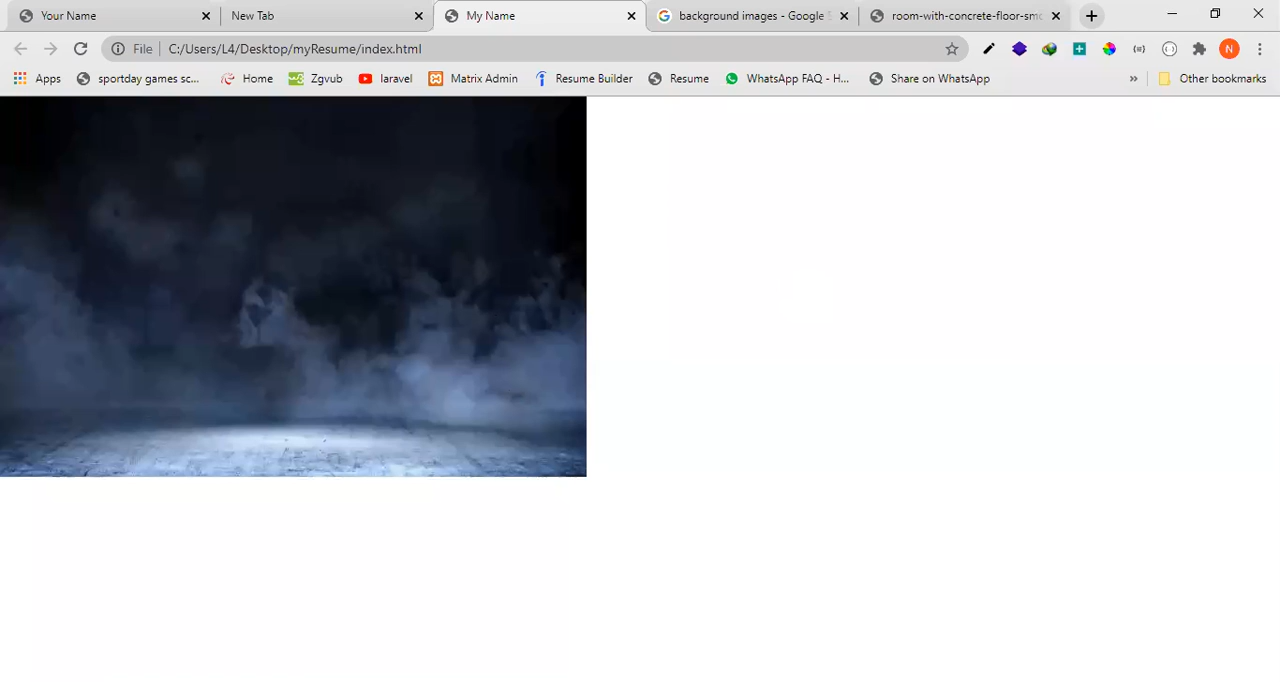 Your Name
New Tab
My Name
background images - Google S
room-with-concrete-floor-smo
File
C:/Users/L4/Desktop/myResume/index.html
N
Apps
sportday games sc...
Home
Zgvub
laravel
Matrix Admin
Resume Builder
Resume
WhatsApp FAQ - H...
Share on WhatsApp
»
Other bookmarks